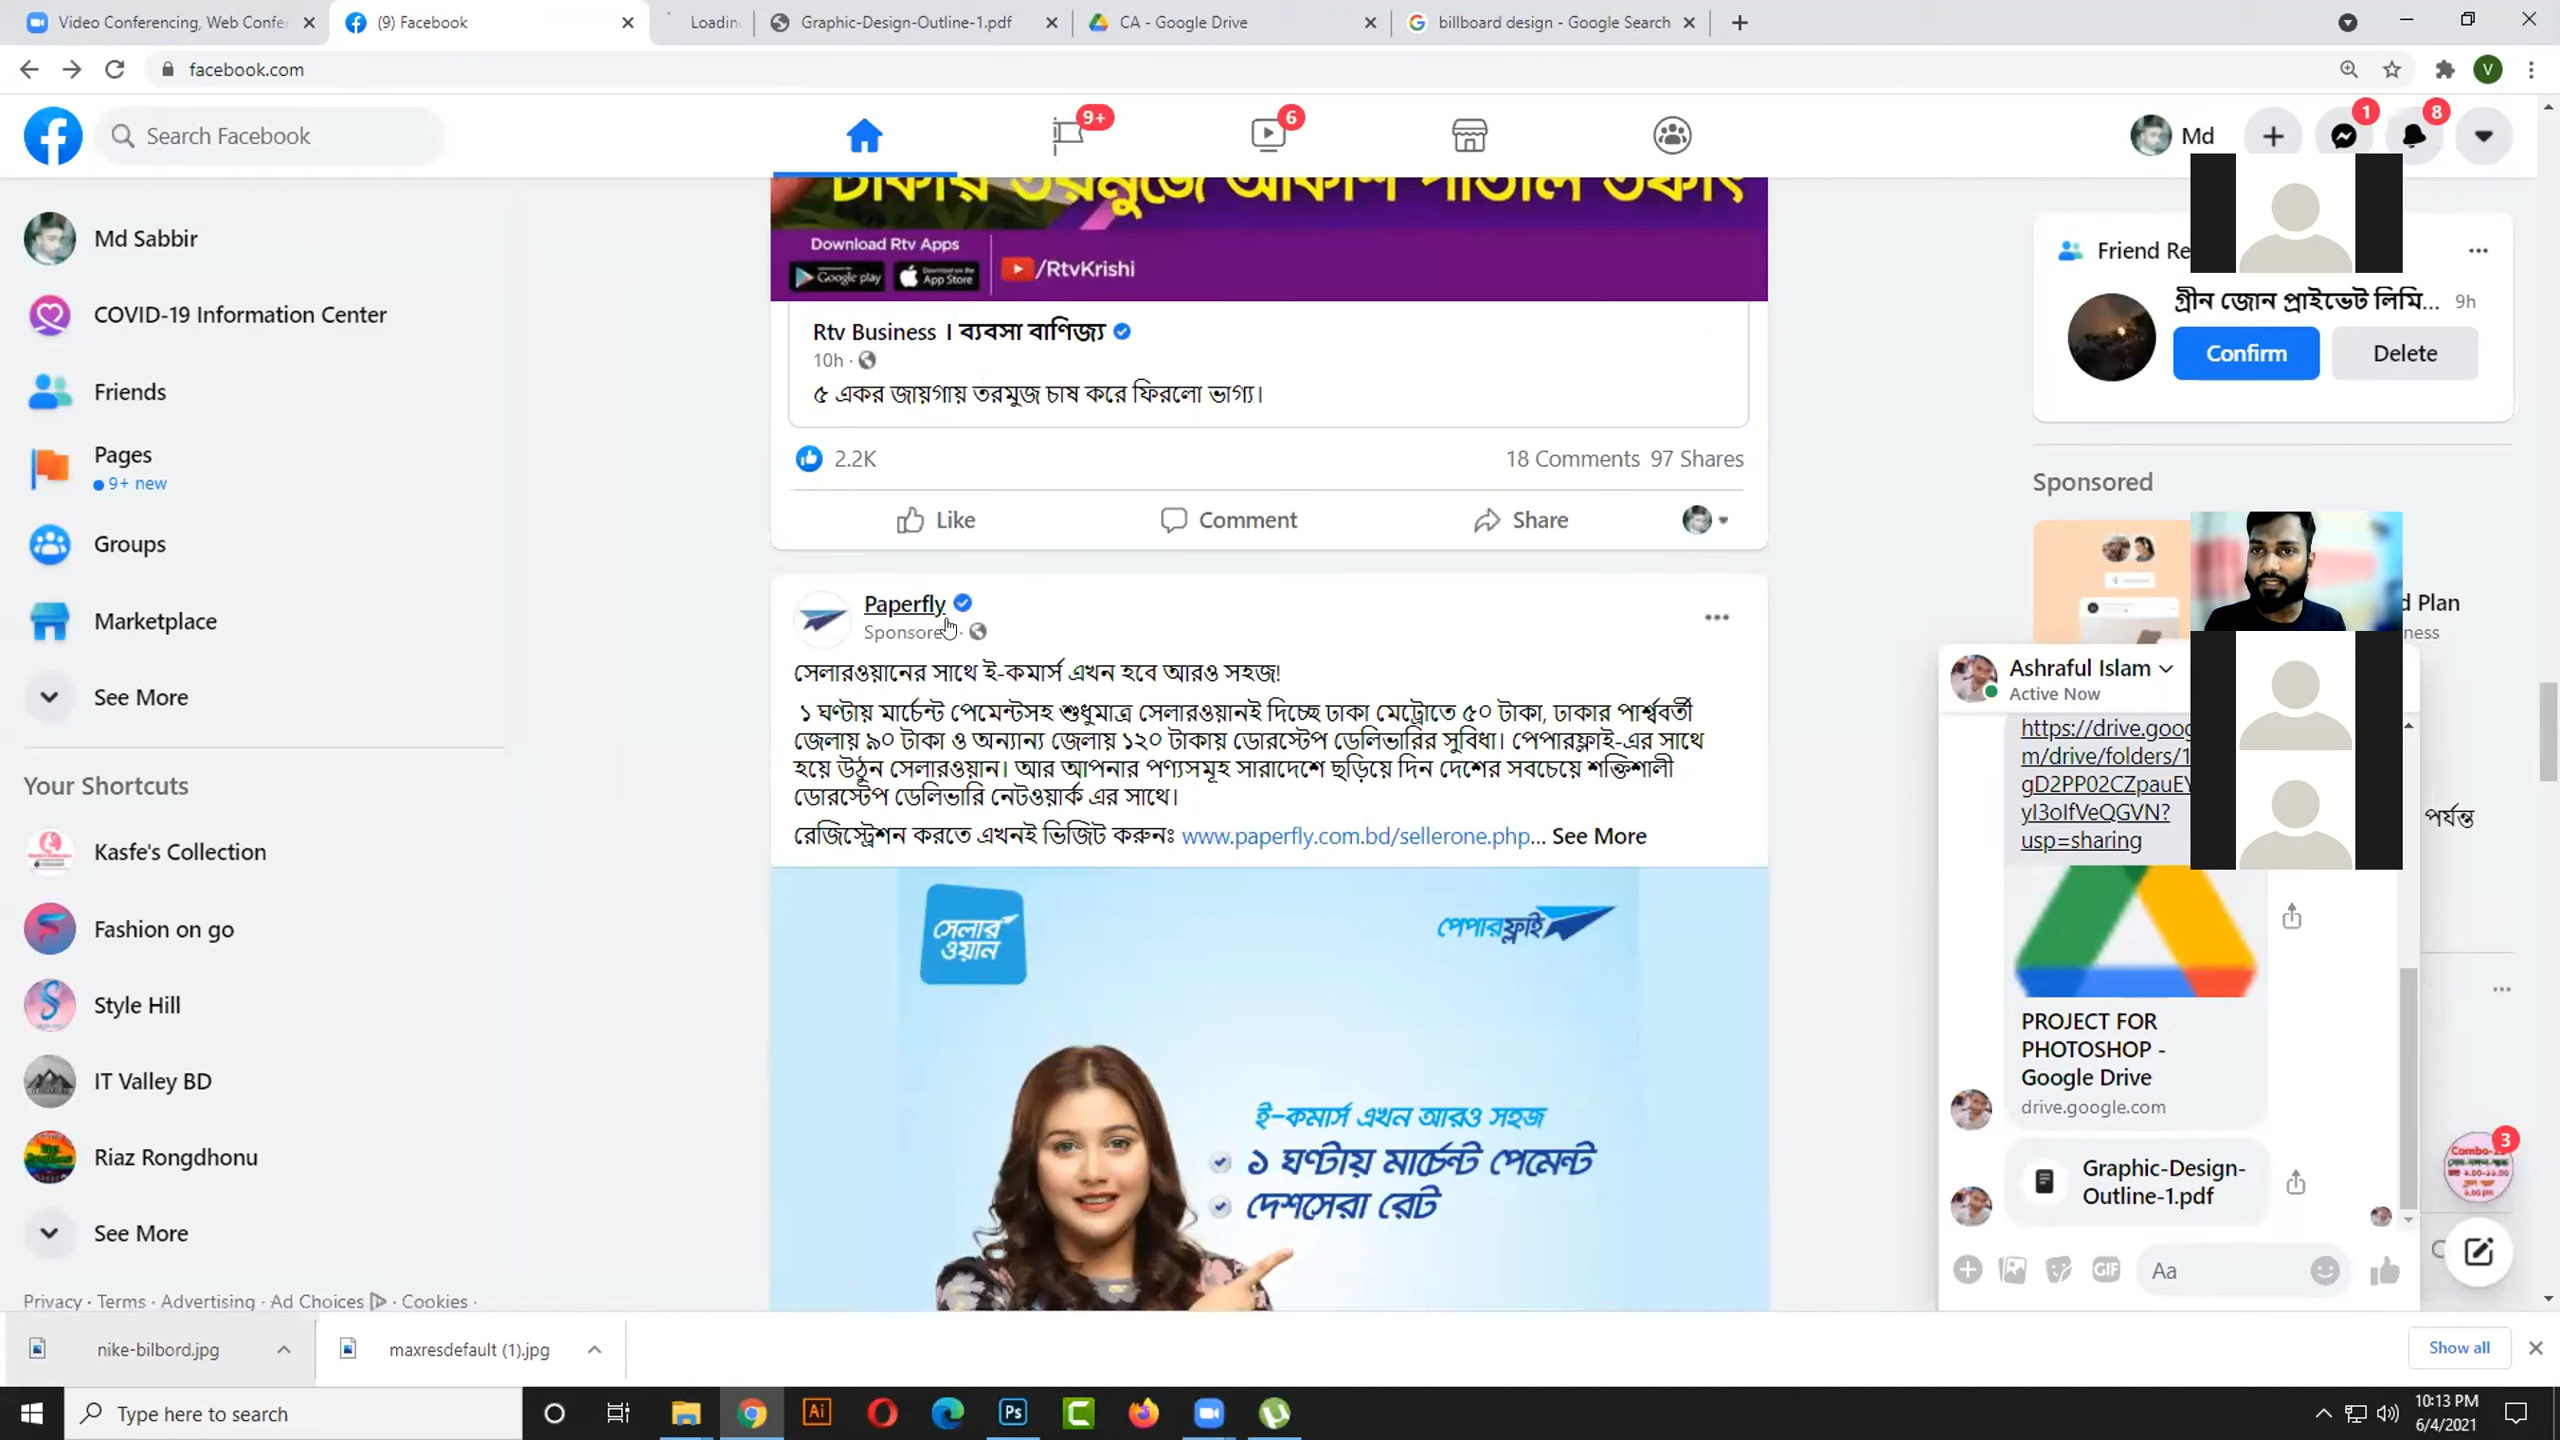 Video Conferencing, Web Confe
(9) Facebook
Loadin
Graphic-Design-Outline-1.pdf
CA - Google Drive
billboard design - Google Search
facebook.com
V
Search Facebook
9+
6
Md
1
8
Md Sabbir
COVID-19 Information Center
Friends
Pages
9+ new
Groups
Marketplace
See More
Your Shortcuts
Kasfe's Collection
Fashion on go
Style Hill
IT Valley BD
Riaz Rongdhonu
See More
Privacy · Terms · Advertising · Ad Choices · Cookies ·
টাকার তরমুজে আকাশ পাতাল তফাৎ
Download Rtv Apps
Google play
Download on the
App Store
/RtvKrishi
Rtv Business । ব্যবসা বাণিজ্য
10h ·
৫ একর জায়গায় তরমুজ চাষ করে ফিরলো ভাগ্য।
2.2K
18 Comments 97 Shares
Like
Comment
Share
Paperfly
Sponsore ·
সেলারওয়ানের সাথে ই-কমার্স এখন হবে আরও সহজ!
১ ঘণ্টায় মার্চেন্ট পেমেন্টসহ শুধুমাত্র সেলারওয়ানই দিচ্ছে ঢাকা মেট্রোতে ৫০ টাকা, ঢাকার পার্শ্ববর্তী
জেলায় ৯০ টাকা ও অন্যান্য জেলায় ১২০ টাকায় ডোরস্টেপ ডেলিভারির সুবিধা। পেপারফ্লাই-এর সাথে
হয়ে উঠুন সেলারওয়ান। আর আপনার পণ্যসমূহ সারাদেশে ছড়িয়ে দিন দেশের সবচেয়ে শক্তিশালী
ডোরস্টেপ ডেলিভারি নেটওয়ার্ক এর সাথে।
রেজিস্ট্রেশন করতে এখনই ভিজিট করুনঃ www.paperfly.com.bd/sellerone.php... See More
সেলার
ওয়ান
পেপারফ্লাই
ই-কমার্স এখন আরও সহজ
১ ঘণ্টায় মার্চেন্ট পেমেন্ট
দেশসেরা রেট
Friend Re
গ্রীন জোন প্রাইভেট লিমি...
9h
Confirm
Delete
Sponsored
d Plan
ness
পর্যন্ত
Ashraful Islam
Active Now
https://drive.goog
m/drive/folders/1
gD2PP02CZpauEY
yI3oIfVeQGVN?
usp=sharing
PROJECT FOR
PHOTOSHOP -
Google Drive
drive.google.com
Graphic-Design-
Outline-1.pdf
3
GIF
Aa
nike-bilbord.jpg
maxresdefault (1).jpg
Show all
Type here to search
Ai
Ps
10:13 PM
6/4/2021